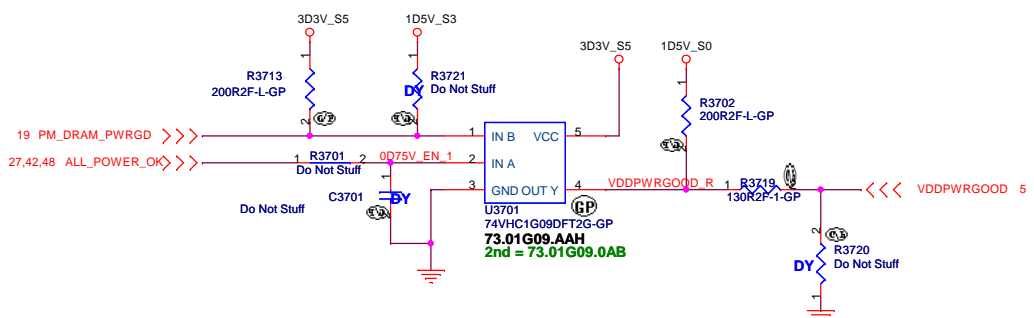 3D3V_S5
1D5V_S3
3D3V_S5
1D5V_S0
R3713
200R2F-L-GP
1
2
R3721
DY
Do Not Stuff
1
R3702
200R2F-L-GP
1
19 PM_DRAM_PWRGD
27,42,48 ALL_POWER_OK
1 R3701 2
Do Not Stuff
0D75V_EN_1
1 IN B VCC 5
2 IN A
3 GND OUT Y 4
VDDPWRGOOD_R
1 R3719
130R2F-1-GP
VDDPWRGOOD 5
C3701
DY
Do Not Stuff
1
GP
U3701
74VHC1G09DFT2G-GP
73.01G09.AAH
2nd = 73.01G09.0AB
R3720
DY
Do Not Stuff
2
1